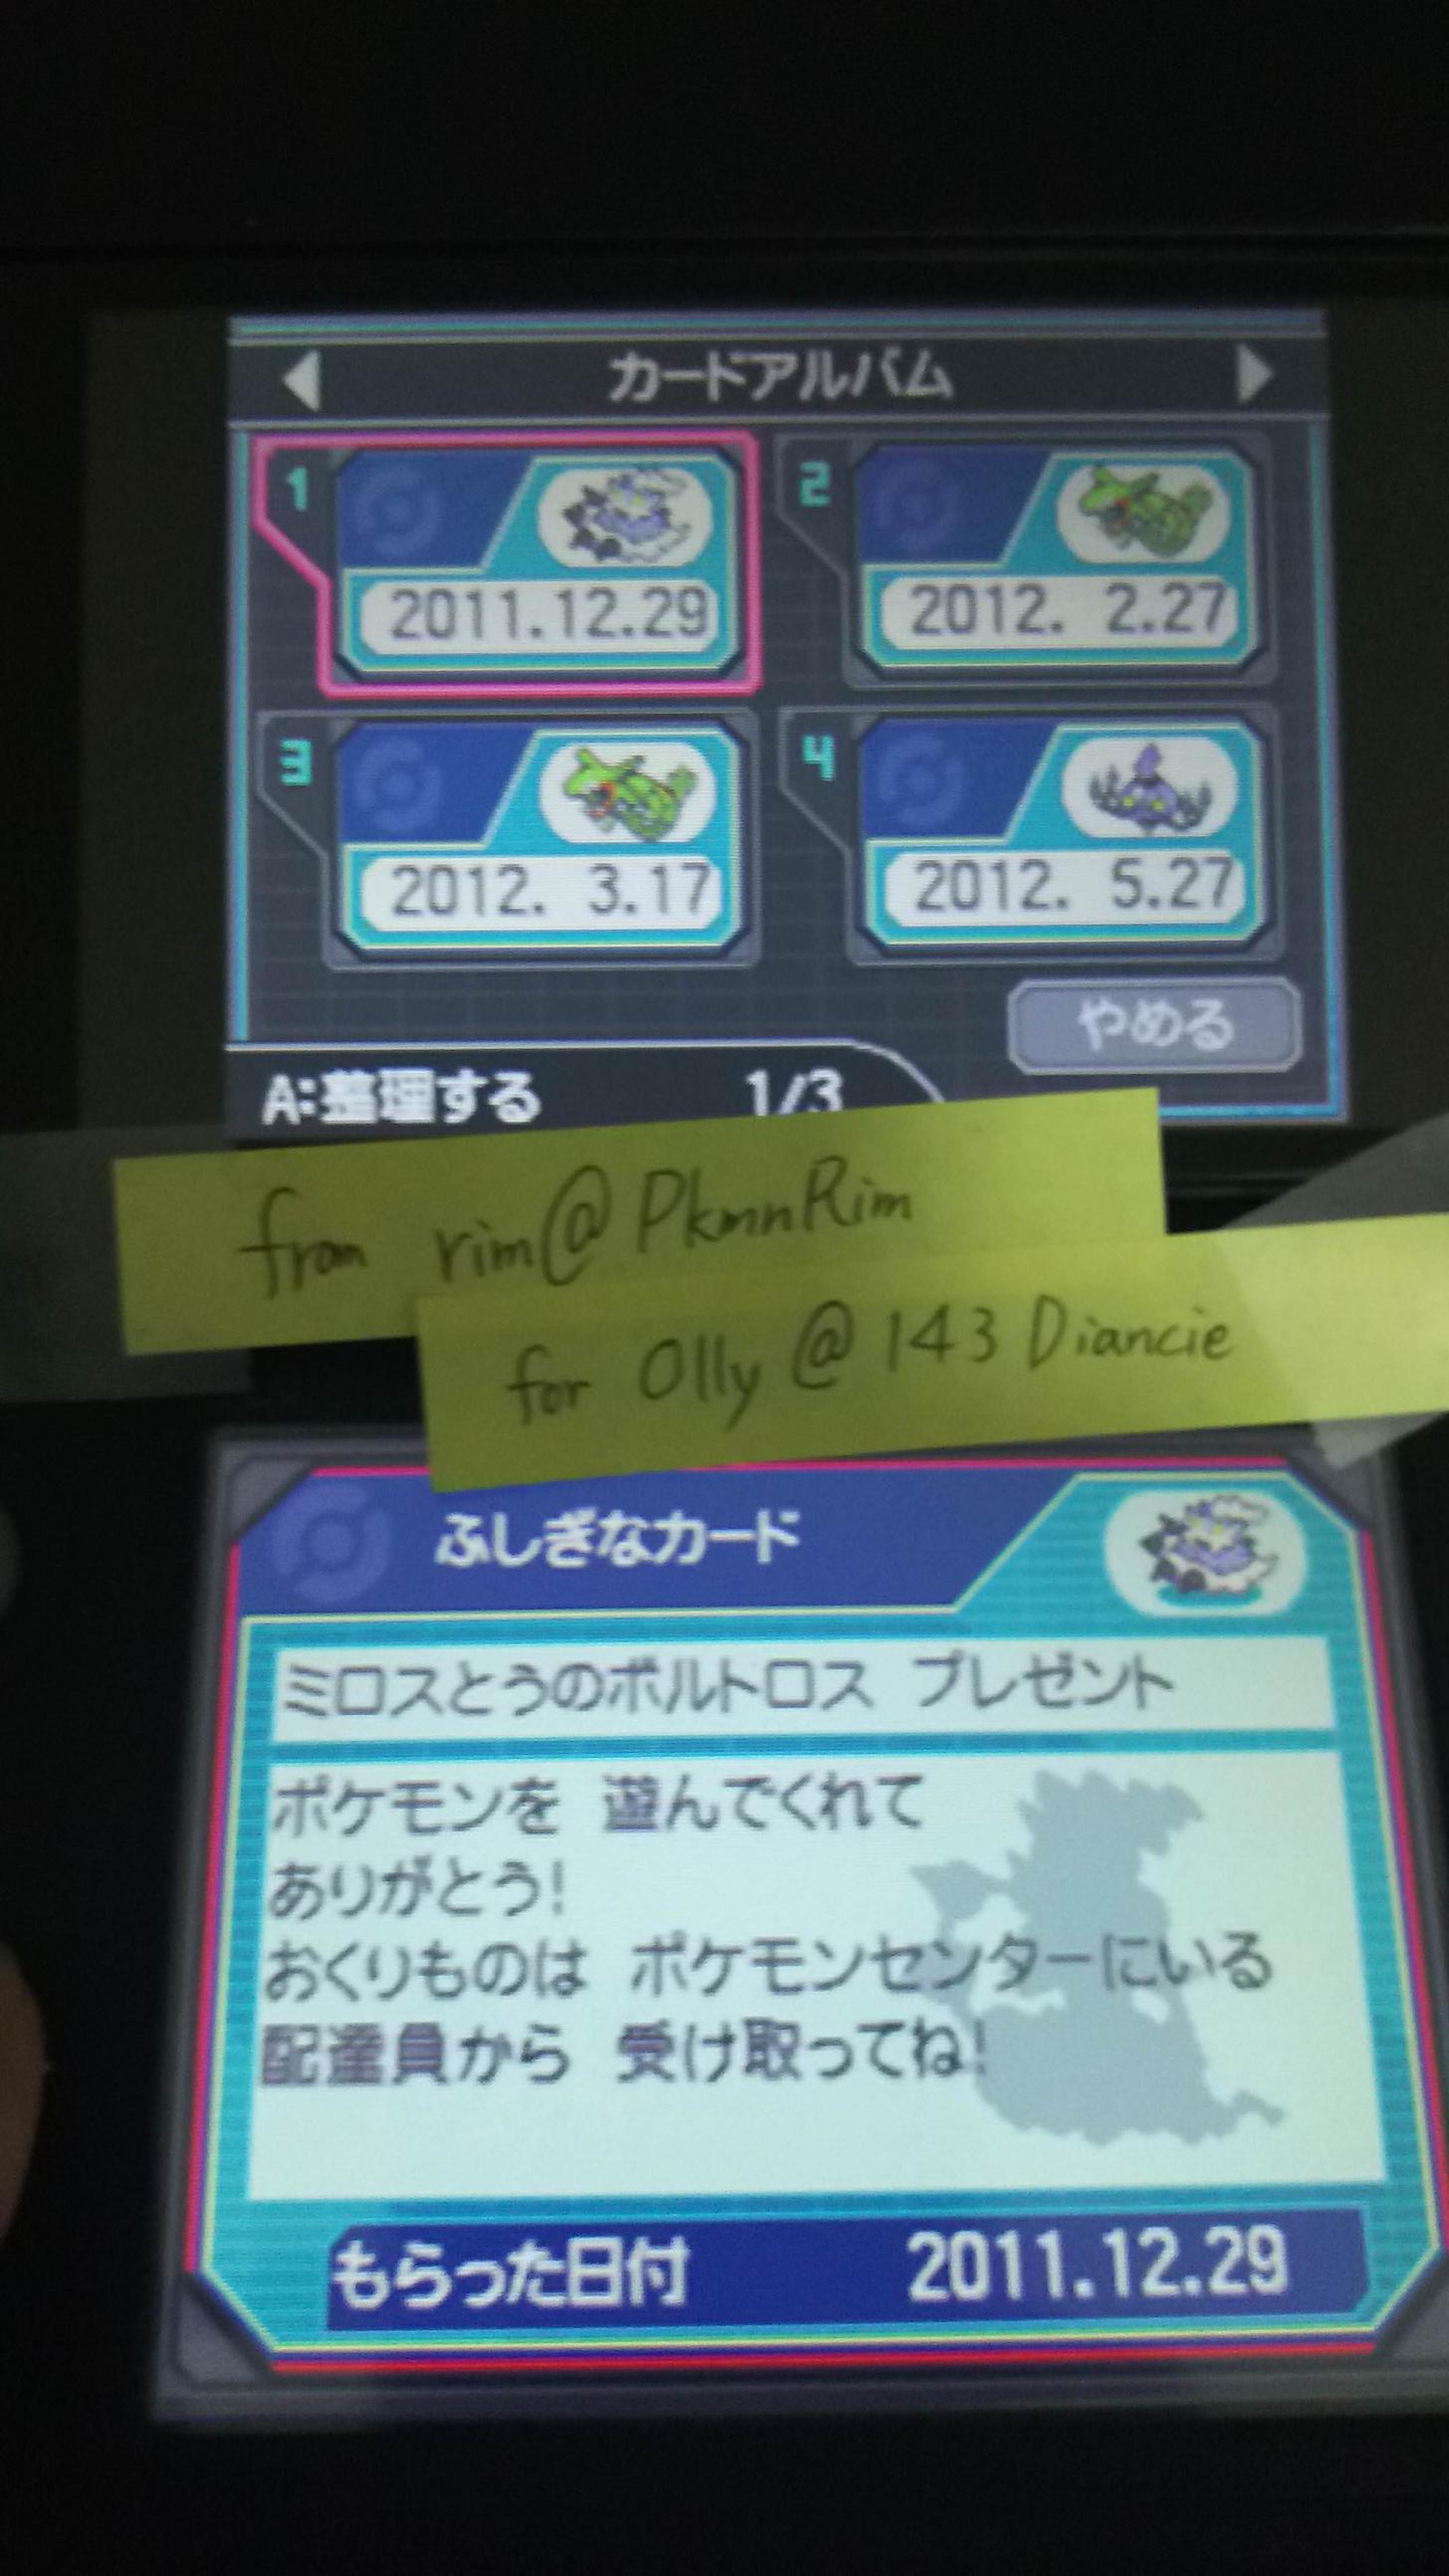 カードアルバム
1
2011.12.29
2
2012. 2.27
3
2012. 3.17
4
2012. 5.27
やめる
A:整理する 1/3
from rim@PkmnRim
for Olly@143Diancie
ふしぎなカード
ミロスとうのボルトロス プレゼント
ポケモンを 遊んでくれて
ありがとう!
おくりものは ポケモンセンターにいる
配達員から 受け取ってね!
もらった日付 2011.12.29